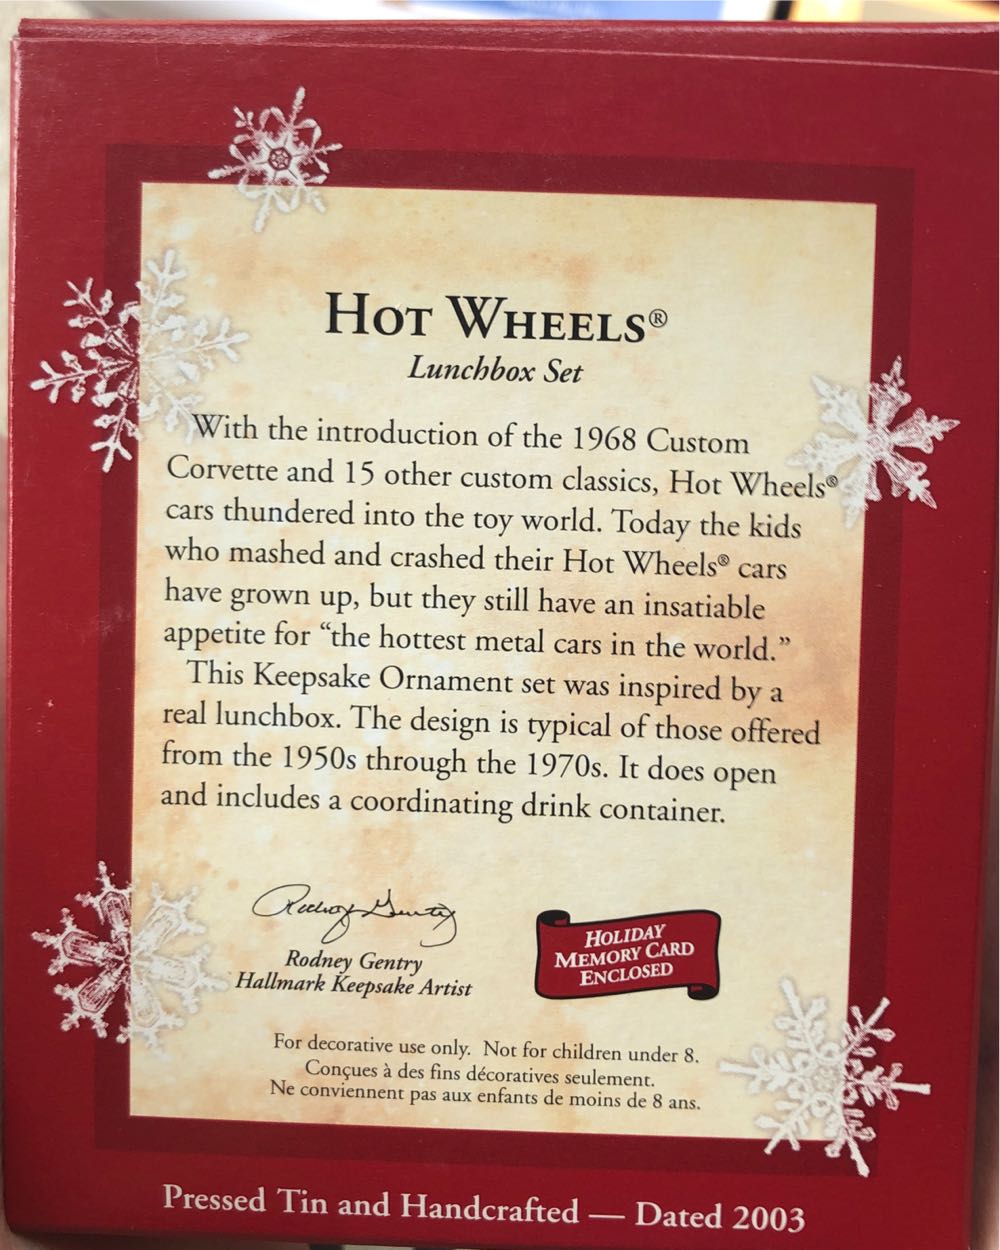 HOT WHEELS®
Lunchbox Set
With the introduction of the 1968 Custom
Corvette and 15 other custom classics, Hot Wheels®
cars thundered into the toy world. Today the kids
who mashed and crashed their Hot Wheels® cars
have grown up, but they still have an insatiable
appetite for “the hottest metal cars in the world.”
This Keepsake Ornament set was inspired by a
real lunchbox. The design is typical of those offered
from the 1950s through the 1970s. It does open
and includes a coordinating drink container.
Rodney Gentry
Rodney Gentry
Hallmark Keepsake Artist
HOLIDAY
MEMORY CARD
ENCLOSED
For decorative use only. Not for children under 8.
Conçues à des fins décoratives seulement.
Ne conviennent pas aux enfants de moins de 8 ans.
Pressed Tin and Handcrafted — Dated 2003